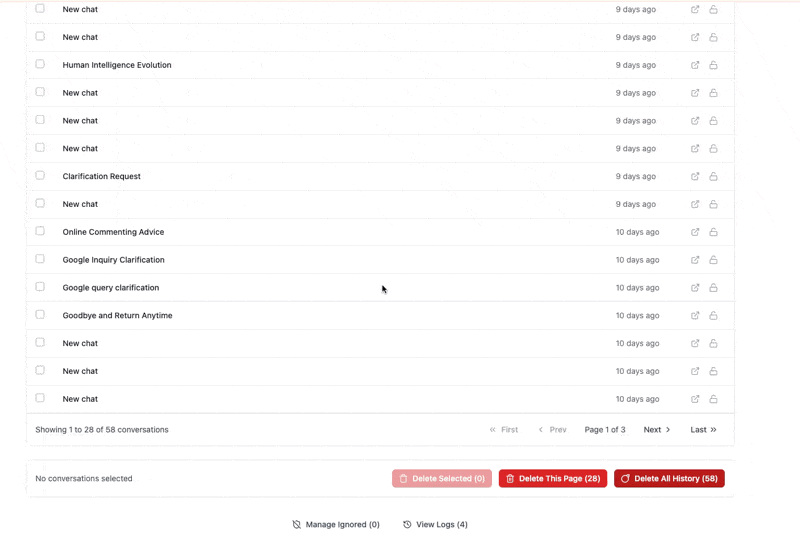 New chat 9 days ago
New chat 9 days ago
Human Intelligence Evolution 9 days ago
New chat 9 days ago
New chat 9 days ago
New chat 9 days ago
Clarification Request 9 days ago
New chat 9 days ago
Online Commenting Advice 10 days ago
Google Inquiry Clarification 10 days ago
Google query clarification 10 days ago
Goodbye and Return Anytime 10 days ago
New chat 10 days ago
New chat 10 days ago
New chat 10 days ago
Showing 1 to 28 of 58 conversations First Prev Page 1 of 3 Next Last
No conversations selected Delete Selected (0) Delete This Page (28) Delete All History (58)
Manage Ignored (0) View Logs (4)